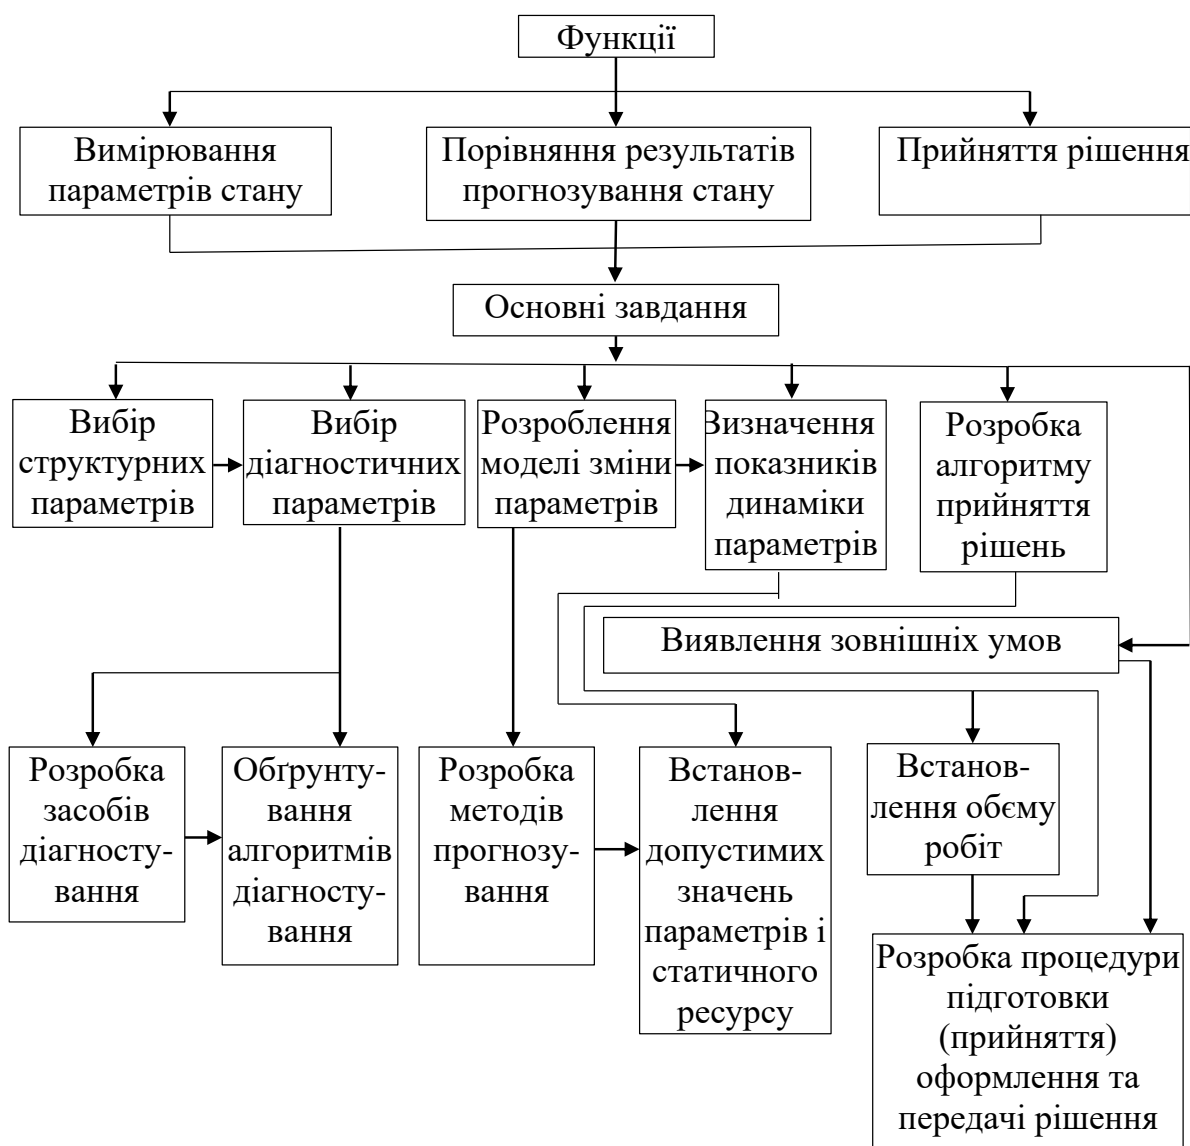 Функції
Вимірювання
параметрів стану
Порівняння результатів
прогнозування стану
Прийняття рішення
Основні завдання
Вибір
структурних
параметрів
Вибір
діагностичних
параметрів
Розроблення
моделі зміни
параметрів
Визначення
показників
динаміки
параметрів
Розробка
алгоритму
прийняття
рішень
Виявлення зовнішніх умов
Розробка
засобів
діагносту-
вання
Обґрунту-
вання
алгоритмів
діагносту-
вання
Розробка
методів
прогнозу-
вання
Встанов-
лення
допустимих
значень
параметрів і
статичного
ресурсу
Встанов-
лення обєму
робіт
Розробка процедури
підготовки
(прийняття)
оформлення та
передачі рішення